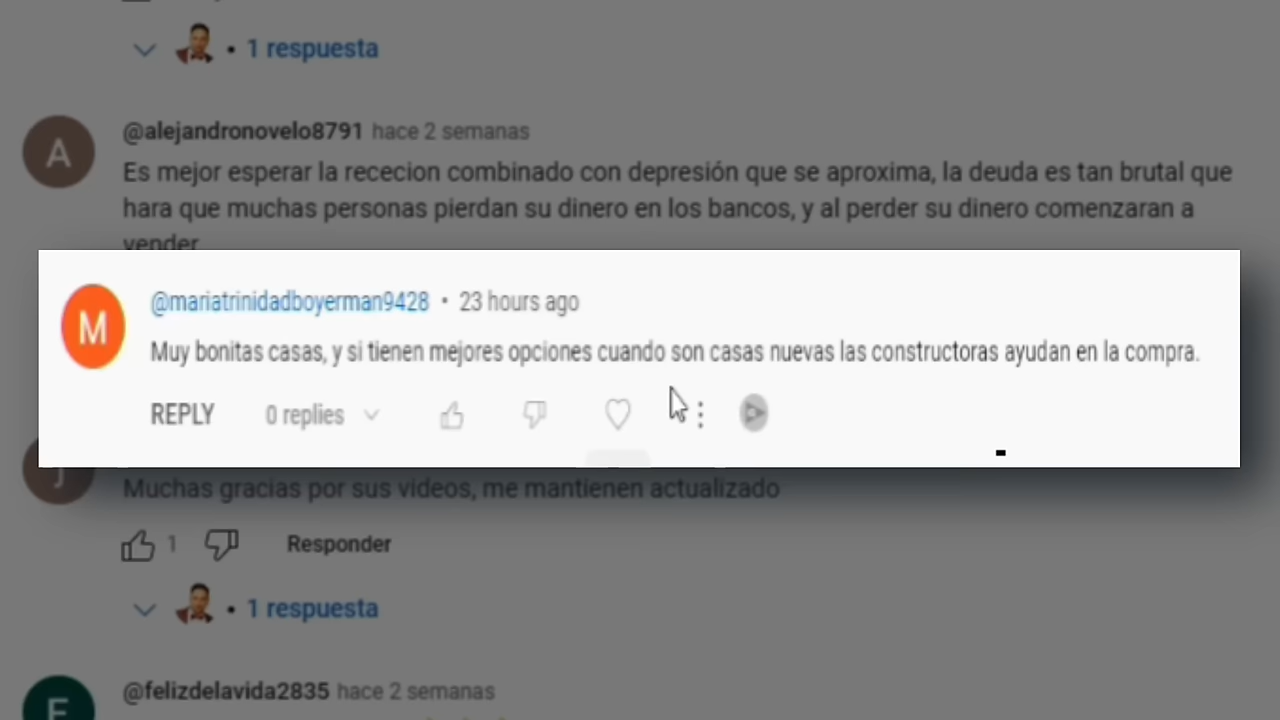 1 respuesta
@alejandronovelo8791 hace 2 semanas
A
Es mejor esperar la rececion combinado con depresión que se aproxima, la deuda es tan brutal que
hara que muchas personas pierdan su dinero en los bancos, y al perder su dinero comenzaran a
vender
@mariatrinidadboyerman9428 • 23 hours ago
M
Muy bonitas casas, y si tienen mejores opciones cuando son casas nuevas las constructoras ayudan en la compra.
REPLY 0 replies
Muchas gracias por sus videos, me mantienen actualizado
1 Responder
1 respuesta
@felizdelavida2835 hace 2 semanas